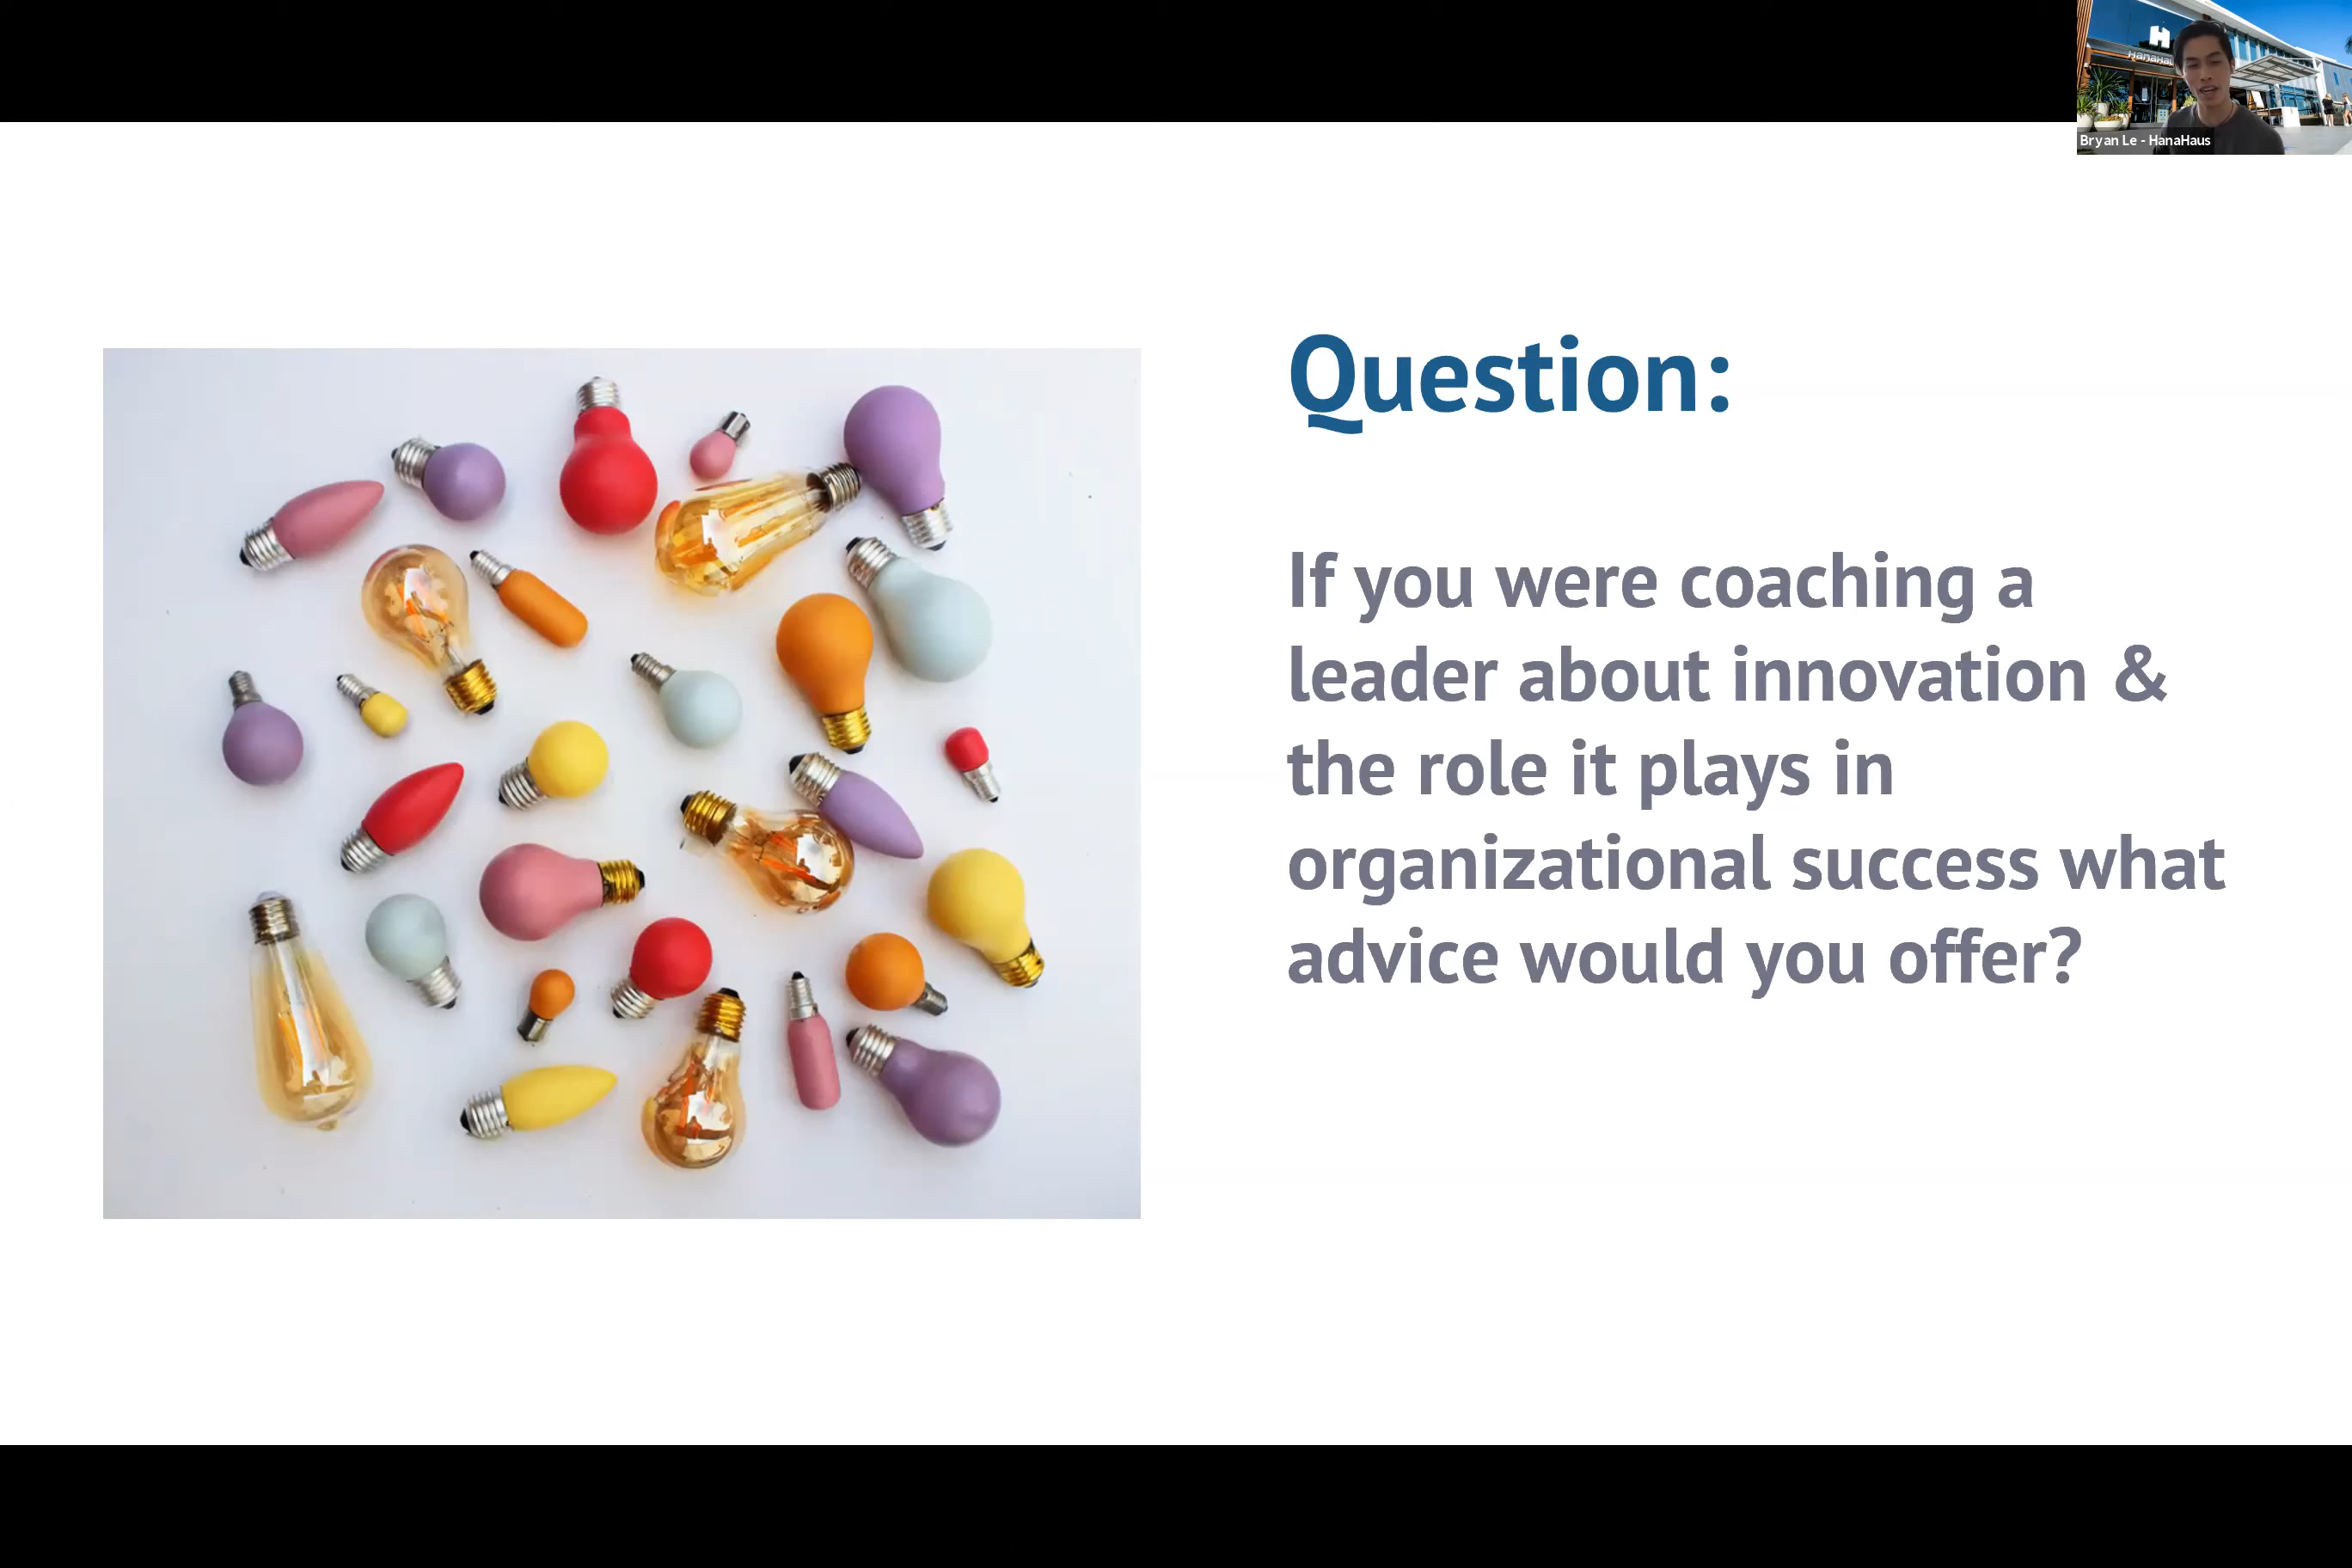 HanaHaus
Bryan Le - HanaHaus
Question:
If you were coaching a
leader about innovation &
the role it plays in
organizational success what
advice would you offer?